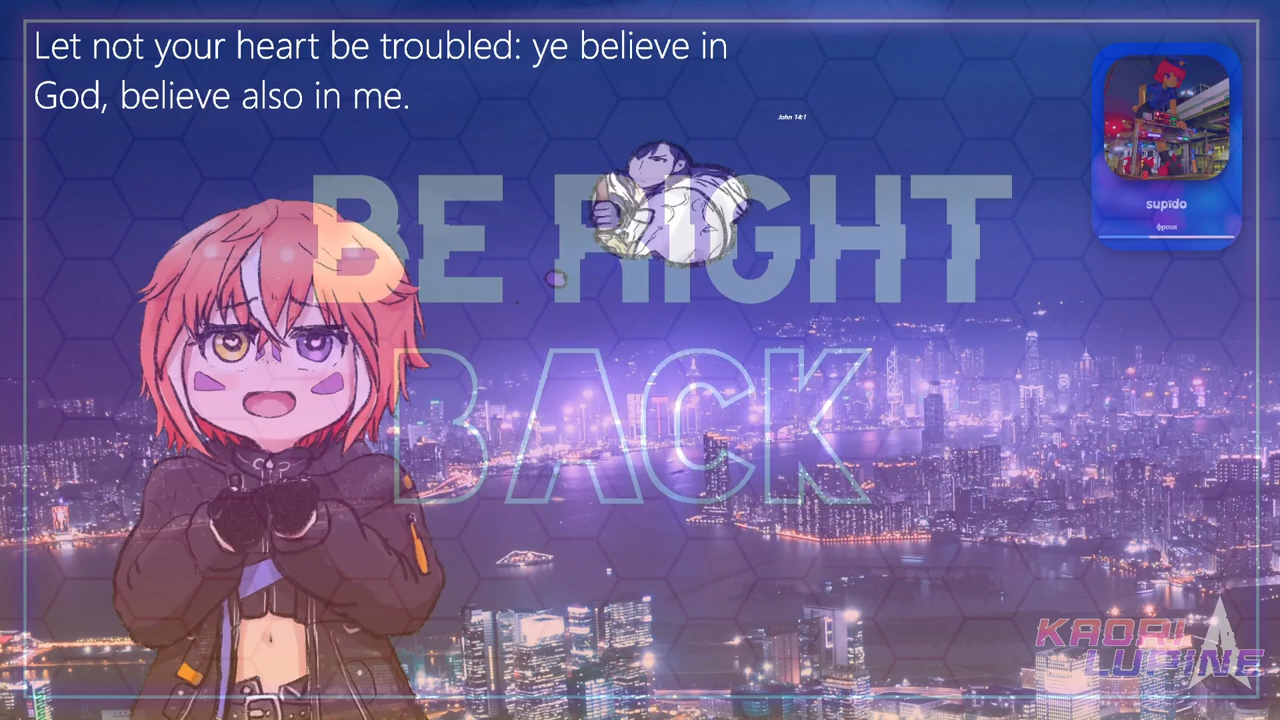 Let not your heart be troubled: ye believe in
God, believe also in me.
John 14:1
BE RIGHT
BACK
supido
фрози
KAORI
LUPINE